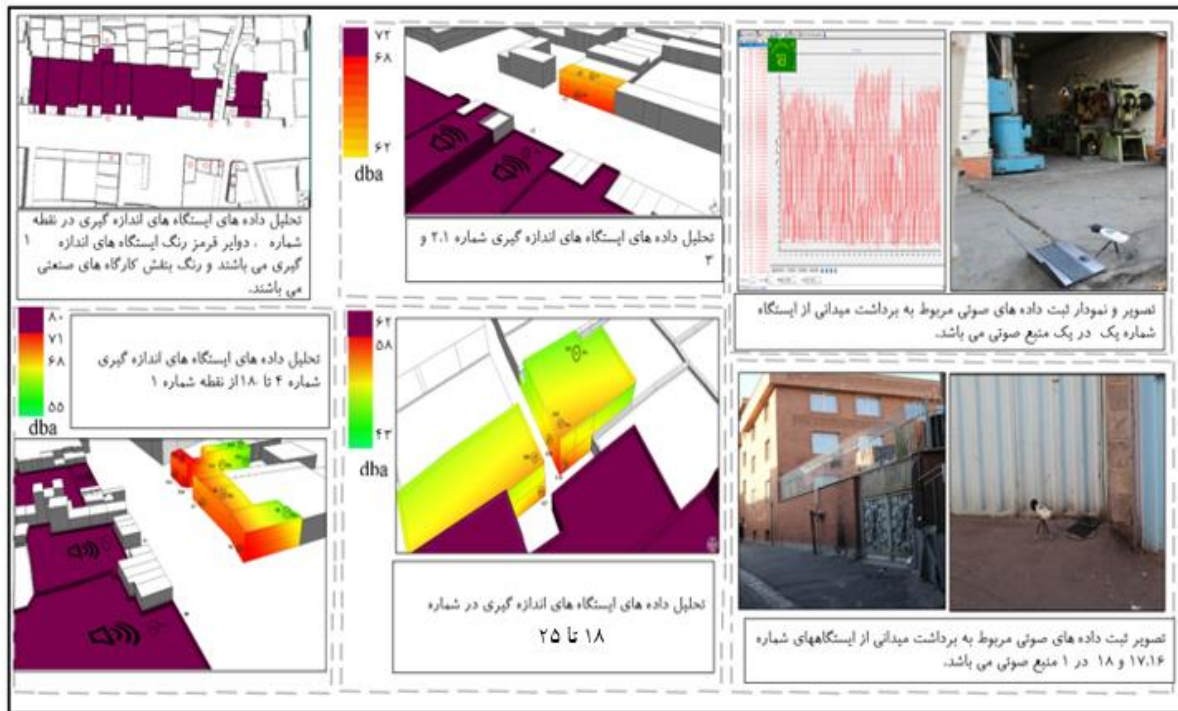 تحلیل داده های ایستگاه های اندازه گیری در نقطه
شماره ۱ ، دوایر قرمز رنگ ایستگاه های اندازه
گیری می باشند و رنگ بنفش کارگاه های صنعتی
می باشند.
۷۲
۶۸
۶۲
dba
تحلیل داده های ایستگاه های اندازه گیری شماره ۲.۱ و
۳
تصویر و نمودار ثبت داده های صوتی مربوط به برداشت میدانی از ایستگاه
شماره یک در یک منبع صوتی می باشد.
۸۰
۷۱
۶۸
۵۵
dba
تحلیل داده های ایستگاه های اندازه گیری
شماره ۴ تا ۱۸ از نقطه شماره ۱
۶۲
۵۸
۴۳
dba
تحلیل داده های ایستگاه های اندازه گیری در شماره
۱۸ تا ۲۵
تصویر ثبت داده های صوتی مربوط به برداشت میدانی از ایستگاههای شماره
۱۷.۱۶ و ۱۸ در ۱ منبع صوتی می باشد.